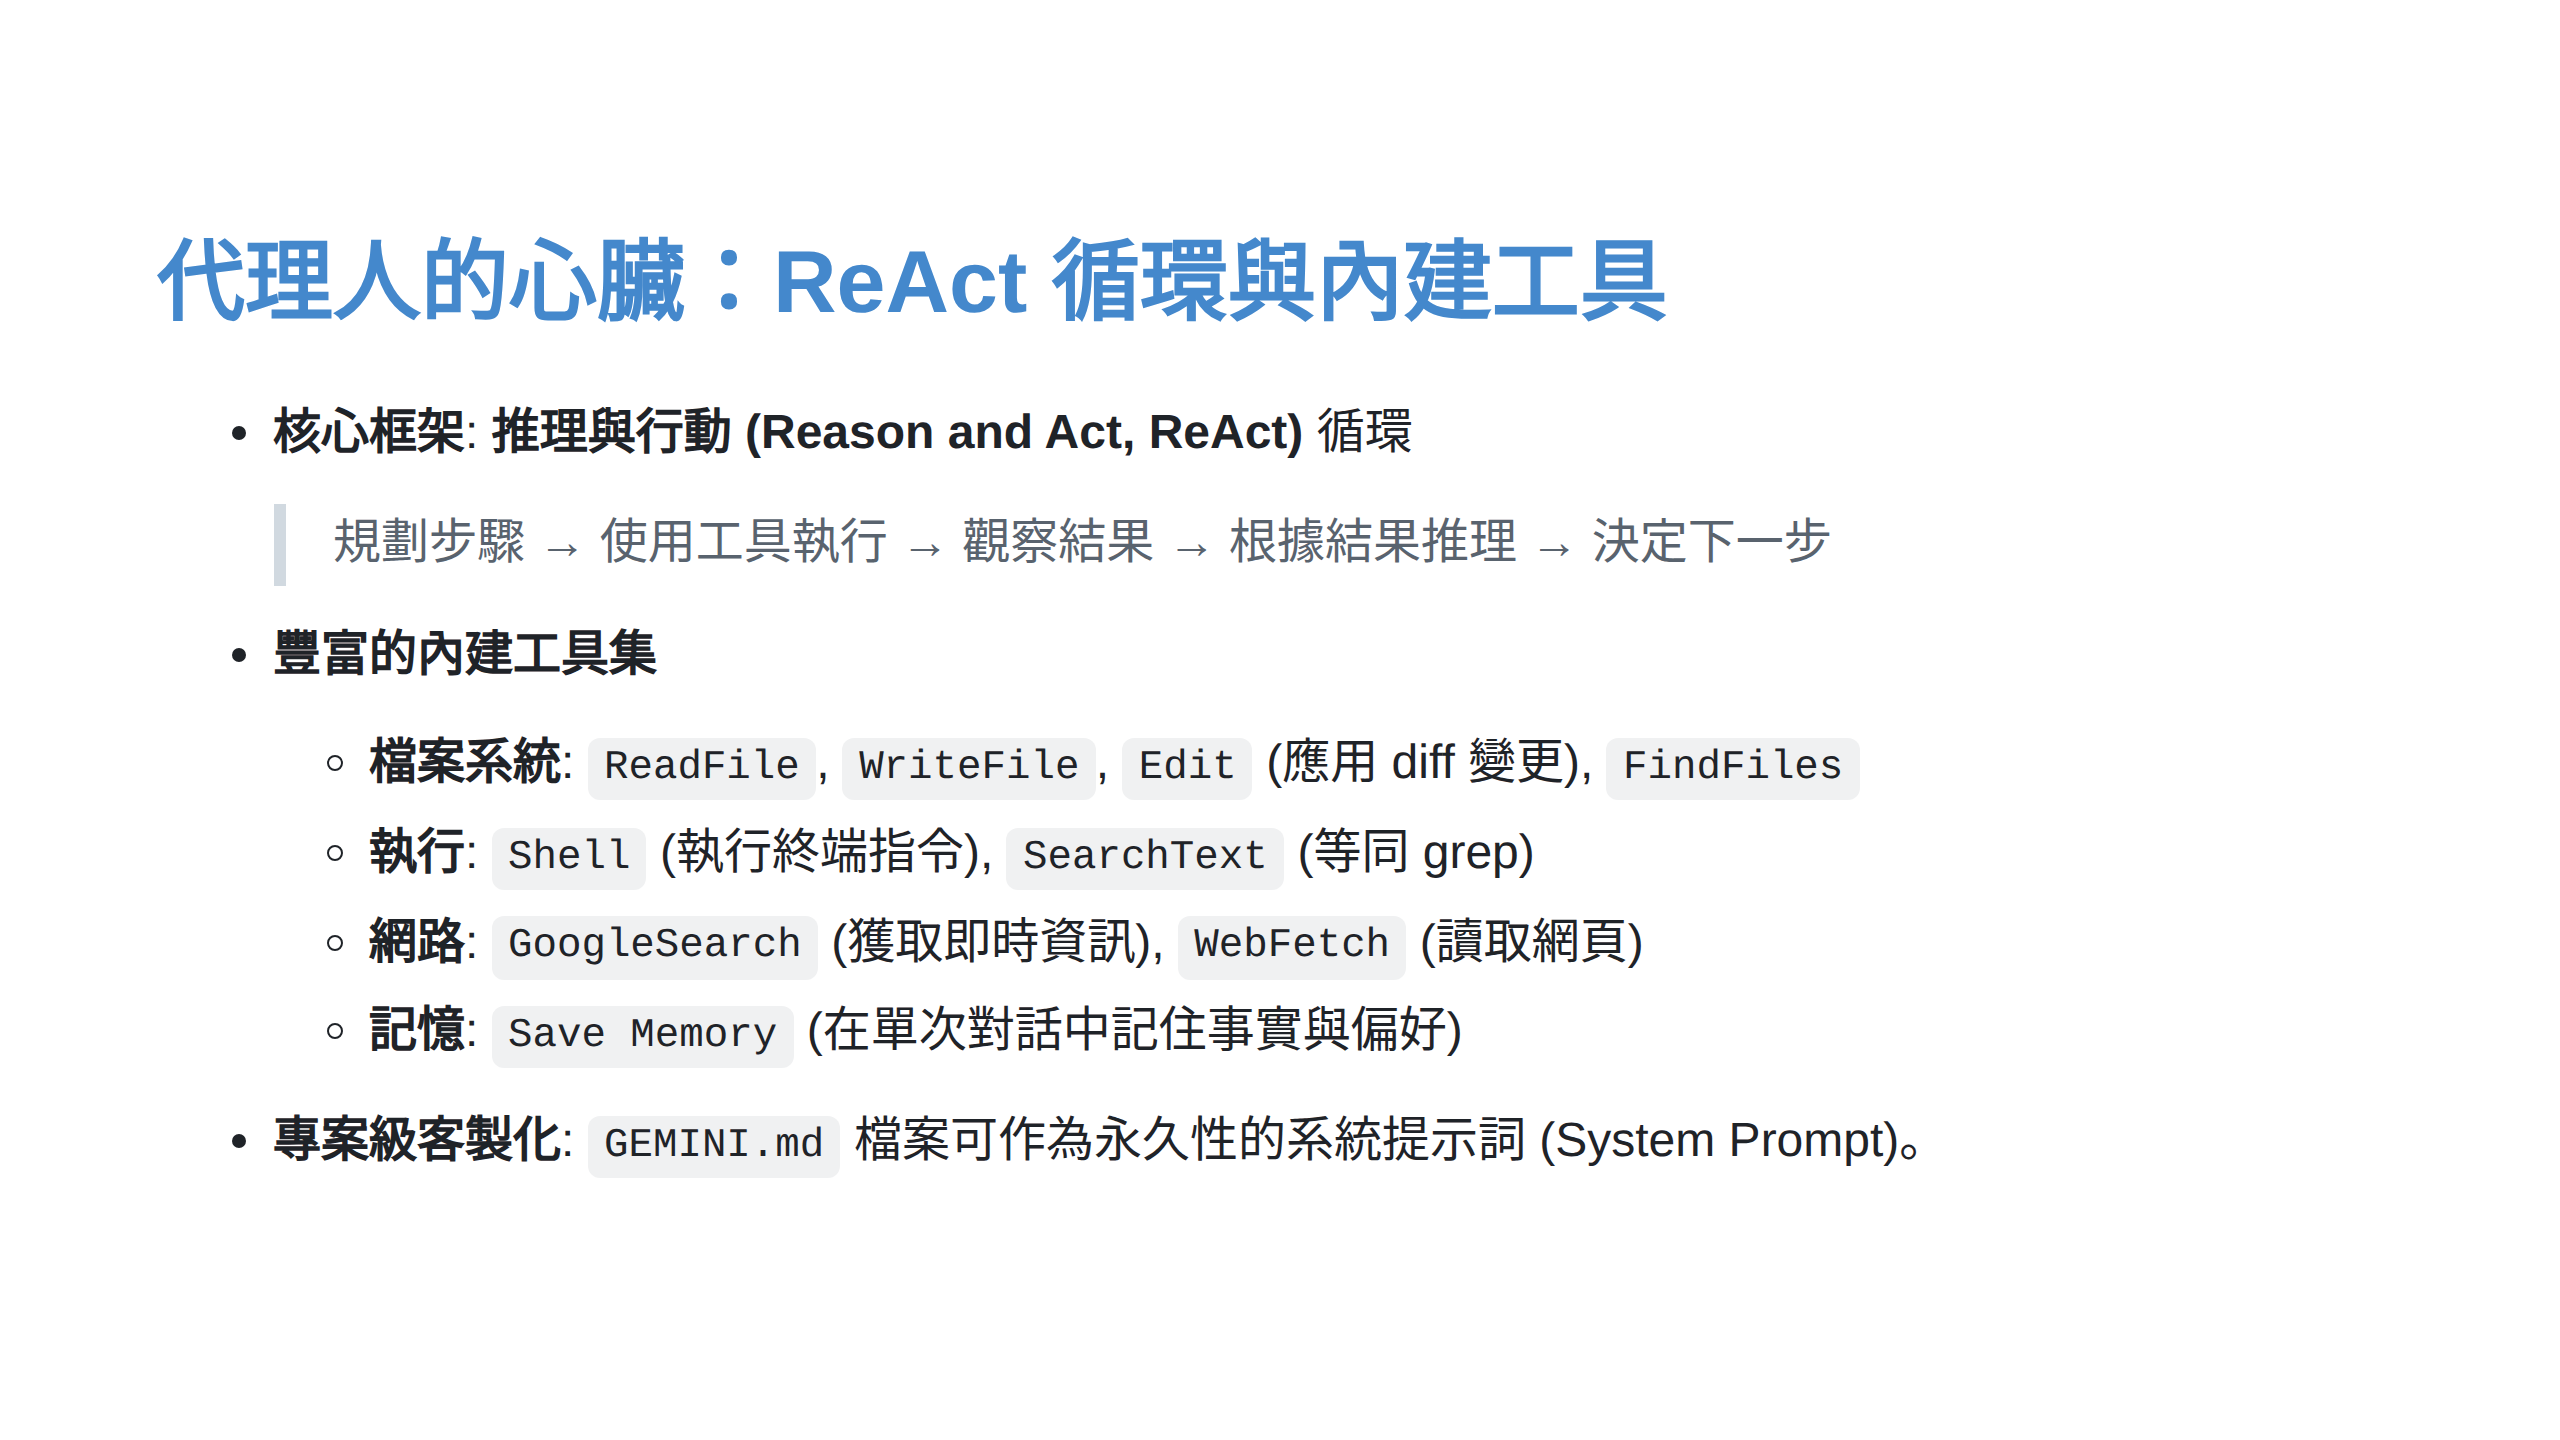 代理人的心臟：ReAct 循環與內建工具
核心框架: 推理與行動 (Reason and Act, ReAct) 循環
規劃步驟 → 使用工具執行 → 觀察結果 → 根據結果推理 → 決定下一步
豐富的內建工具集
檔案系統: ReadFile, WriteFile, Edit (應用 diff 變更), FindFiles
執行: Shell (執行終端指令), SearchText (等同 grep)
網路: GoogleSearch (獲取即時資訊), WebFetch (讀取網頁)
記憶: Save Memory (在單次對話中記住事實與偏好)
專案級客製化: GEMINI.md 檔案可作為永久性的系統提示詞 (System Prompt)。